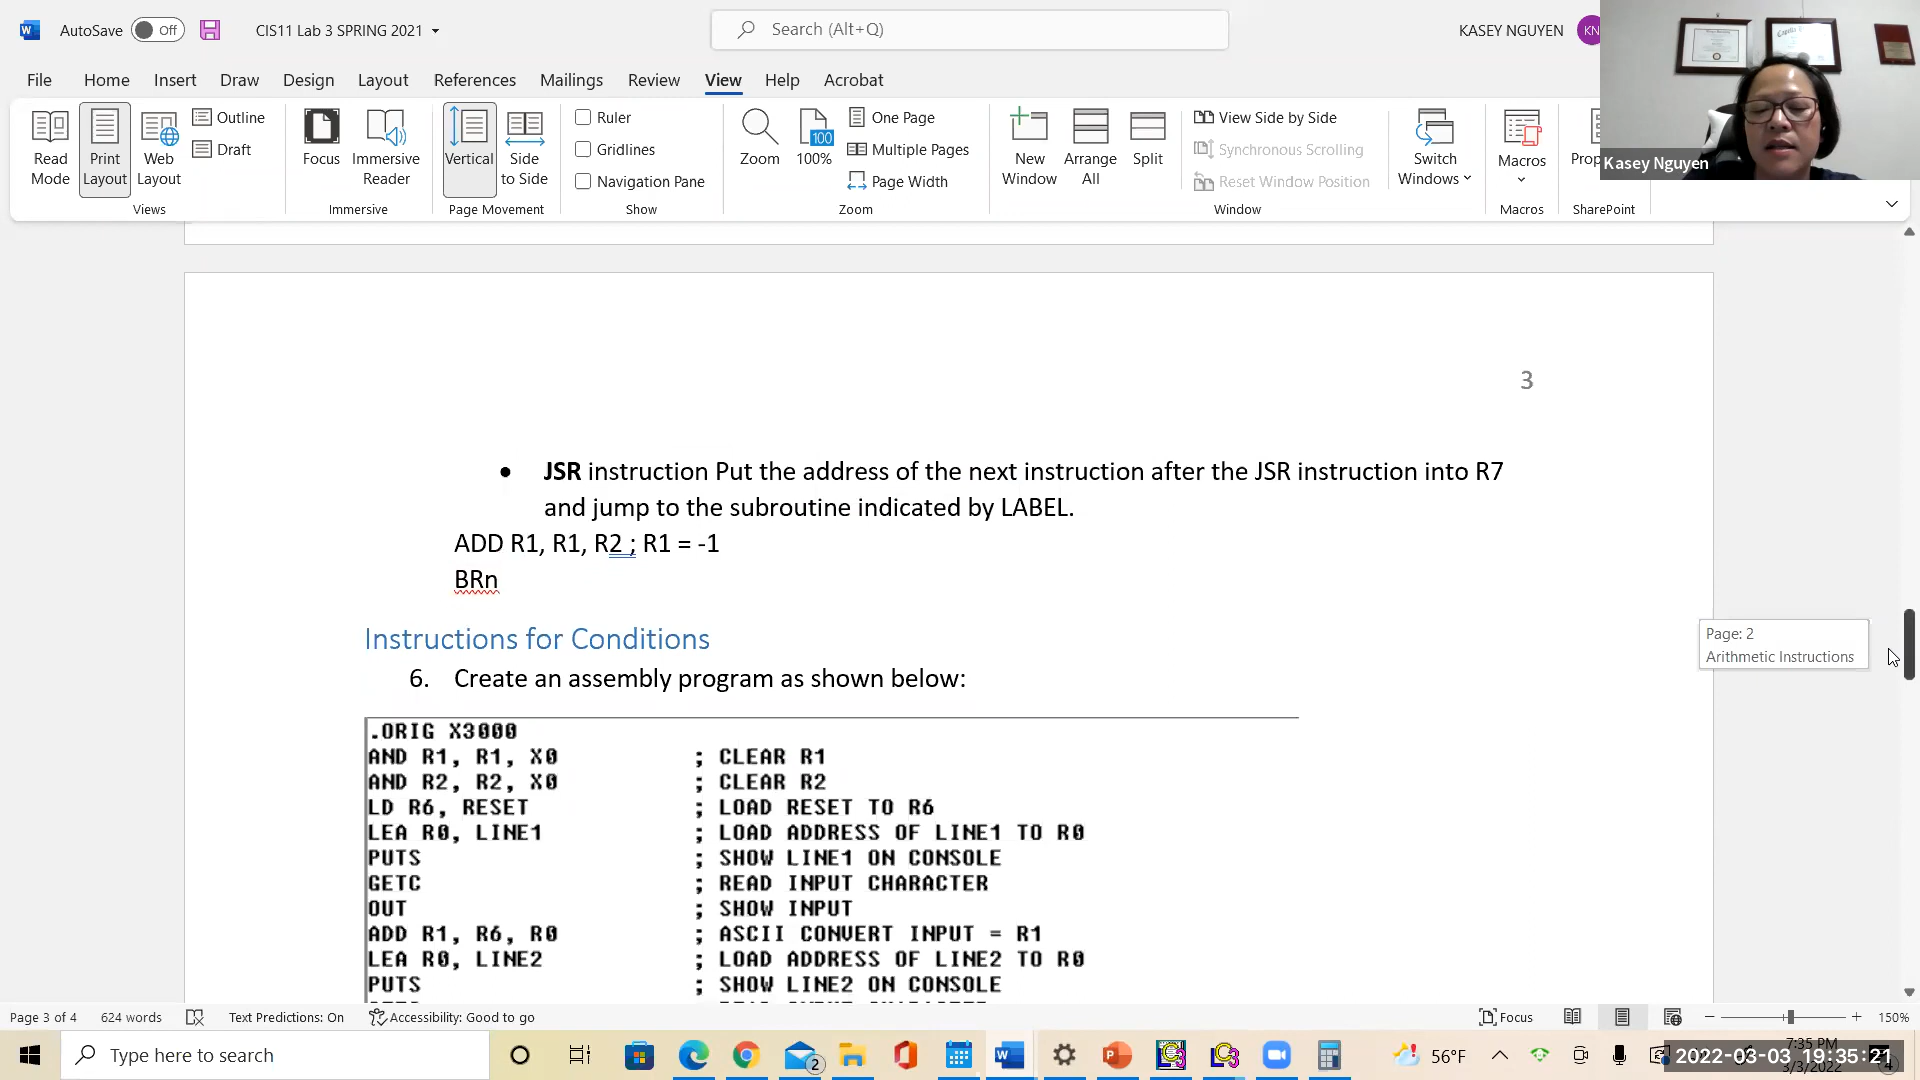 AutoSave Off CIS11 Lab 3 SPRING 2021
Search (Alt+Q)
KASEY NGUYEN KN
File Home Insert Draw Design Layout References Mailings Review View Help Acrobat
Read Mode
Print Layout
Web Layout
Outline
Draft
Views
Focus
Immersive Reader
Immersive
Vertical
Side to Side
Page Movement
Ruler
Gridlines
Navigation Pane
Show
Zoom
100
100%
One Page
Multiple Pages
Page Width
Zoom
New Window
Arrange All
Split
View Side by Side
Synchronous Scrolling
Reset Window Position
Switch Windows
Window
Macros
Macros
Prop
SharePoint
Kasey Nguyen
3
• JSR instruction Put the address of the next instruction after the JSR instruction into R7
and jump to the subroutine indicated by LABEL.
ADD R1, R1, R2 ; R1 = -1
BRn
Instructions for Conditions
6. Create an assembly program as shown below:
.ORIG X3000
AND R1, R1, X0 ; CLEAR R1
AND R2, R2, X0 ; CLEAR R2
LD R6, RESET ; LOAD RESET TO R6
LEA R0, LINE1 ; LOAD ADDRESS OF LINE1 TO R0
PUTS ; SHOW LINE1 ON CONSOLE
GETC ; READ INPUT CHARACTER
OUT ; SHOW INPUT
ADD R1, R6, R0 ; ASCII CONVERT INPUT = R1
LEA R0, LINE2 ; LOAD ADDRESS OF LINE2 TO R0
PUTS ; SHOW LINE2 ON CONSOLE
Page: 2
Arithmetic Instructions
Page 3 of 4 624 words Text Predictions: On Accessibility: Good to go
Focus
150%
Type here to search
2
56°F
7:35 PM
2022-03-03 19:35:21
3/3/2022
4